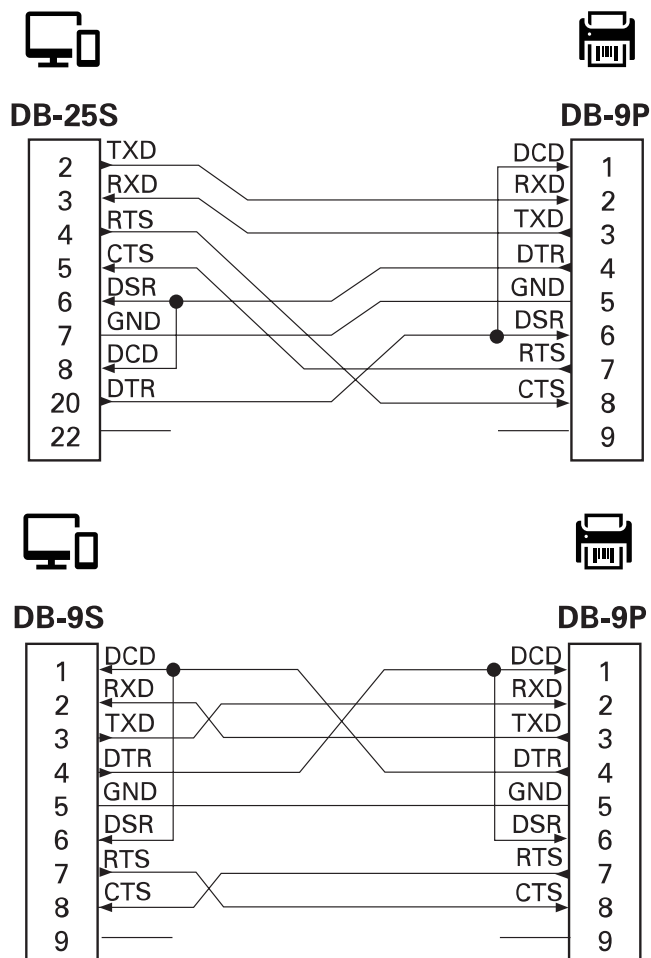 DB-25S DB-9P
2 TXD DCD 1
3 RXD RXD 2
4 RTS TXD 3
5 CTS DTR 4
6 DSR GND 5
7 GND DSR 6
8 DCD RTS 7
20 DTR CTS 8
22 9
DB-9S DB-9P
1 DCD DCD 1
2 RXD RXD 2
3 TXD TXD 3
4 DTR DTR 4
5 GND GND 5
6 DSR DSR 6
7 RTS RTS 7
8 CTS CTS 8
9 9